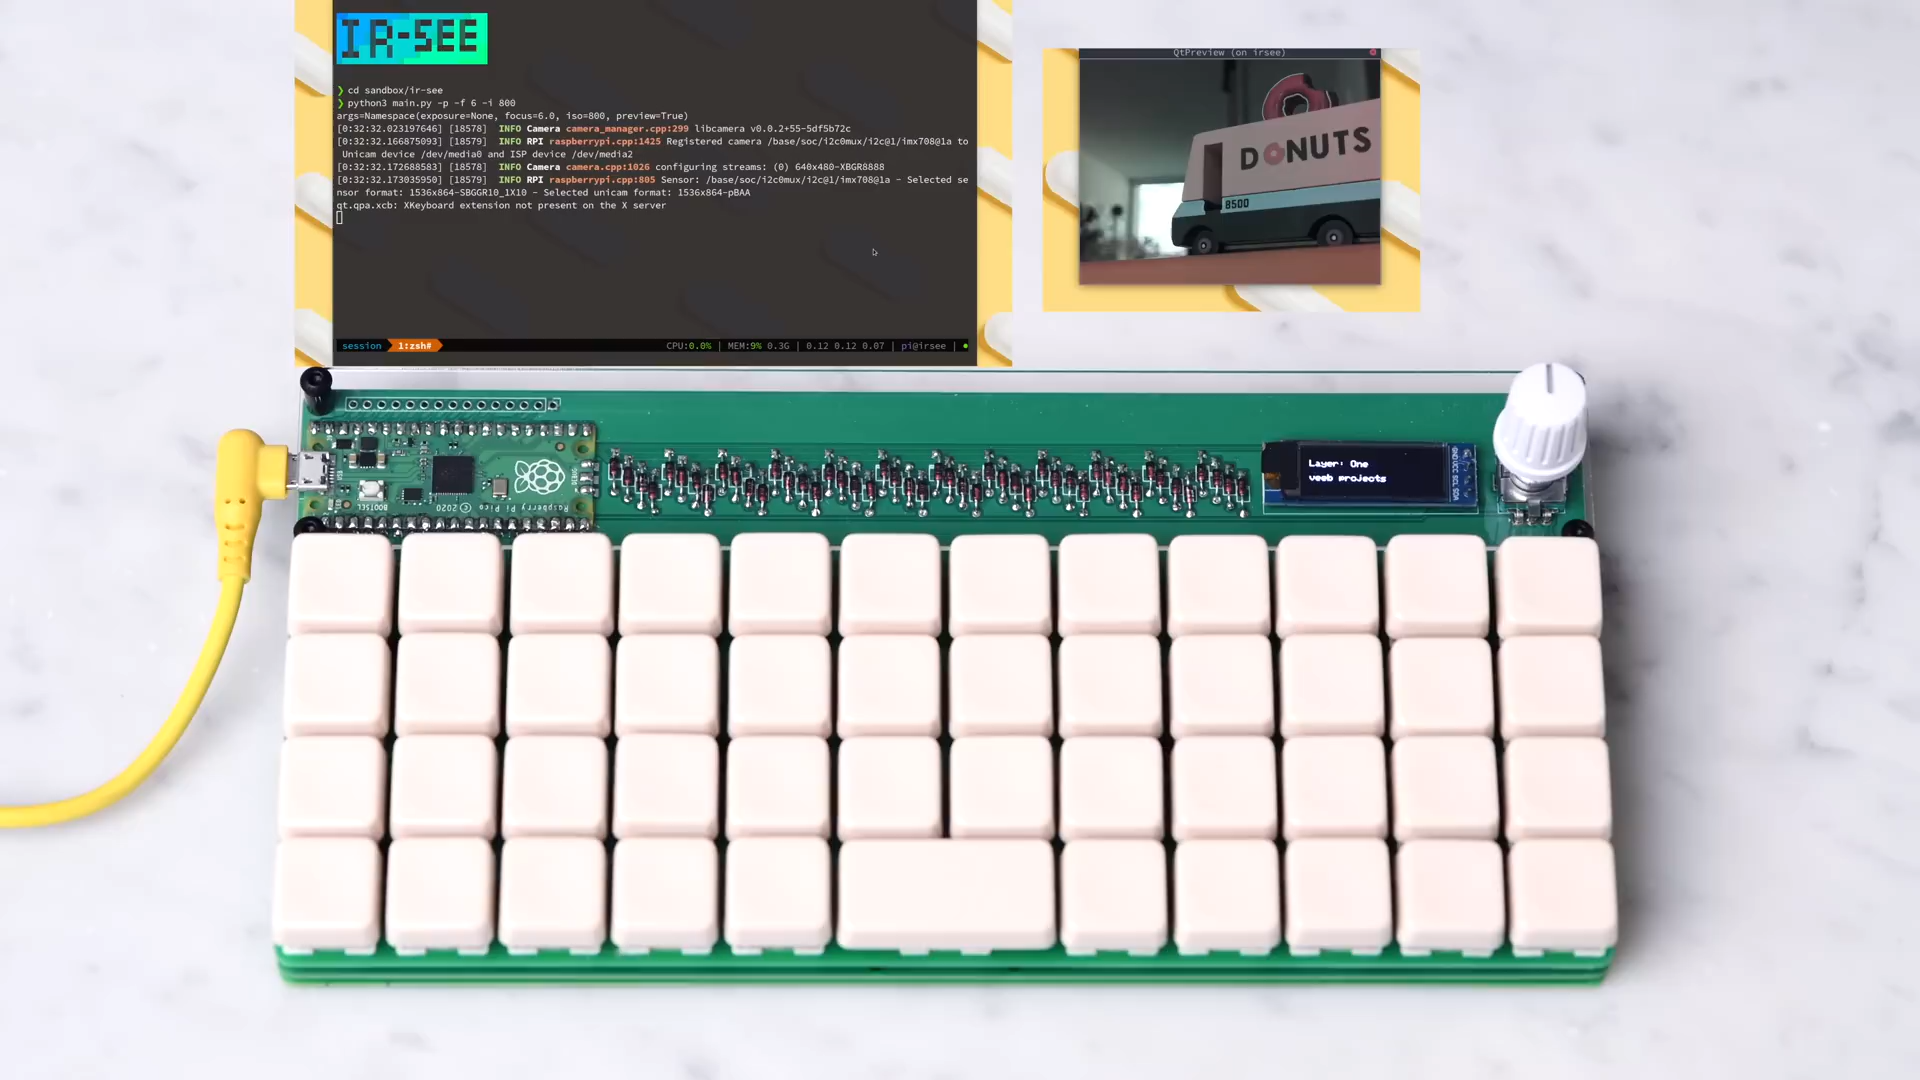 IR-SEE
❯ cd sandbox/ir-see
❯ python3 main.py -p -f 6 -i 800
args=Namespace(exposure=None, focus=6.0, iso=800, preview=True)
[0:32:32.023197646] [18578]  INFO Camera camera_manager.cpp:299 libcamera v0.0.2+55-5df5b72c
[0:32:32.166875093] [18579]  INFO RPI raspberrypi.cpp:1425 Registered camera /base/soc/i2c0mux/i2c@1/imx708@1a to
Unicam device /dev/media0 and ISP device /dev/media2
[0:32:32.172688583] [18578]  INFO Camera camera.cpp:1026 configuring streams: (0) 640x480-XBGR8888
[0:32:32.173035950] [18579]  INFO RPI raspberrypi.cpp:805 Sensor: /base/soc/i2c0mux/i2c@1/imx708@1a - Selected se
nsor format: 1536x864-SBGGR10_1X10 - Selected unicam format: 1536x864-pBAA
qt.qpa.xcb: XKeyboard extension not present on the X server
session 1:zsh# CPU:0.0% | MEM:9% 0.3G | 0.12 0.12 0.07 | pi@irsee |
QtPreview (on irsee)
DONUTS
8500
Layer: One
veeb projects
GND VCC SCL SDA
USB
DEBUG
BOOTSEL
Raspberry Pi Pico © 2020